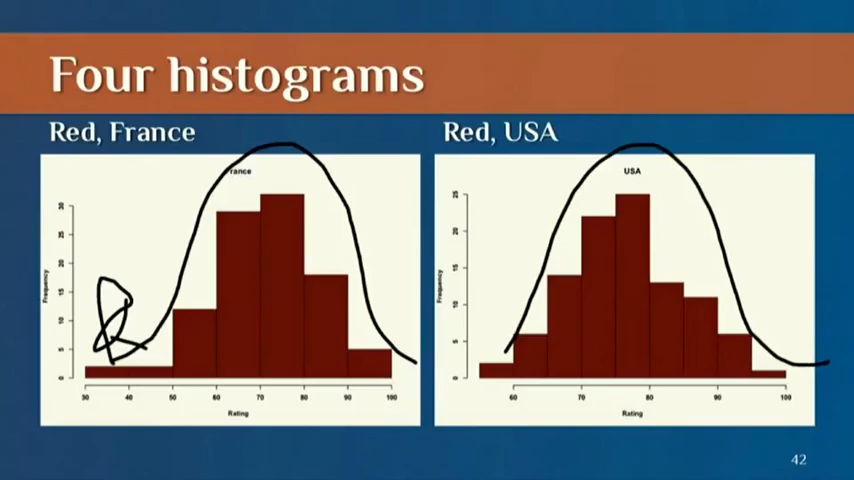 Four histograms
Red, France
Red, USA
rance
USA
30
25
20
15
10
5
0
Frequency
30 40 50 60 70 80 90 100
Rating
25
20
15
10
5
0
Frequency
60 70 80 90 100
Rating
42